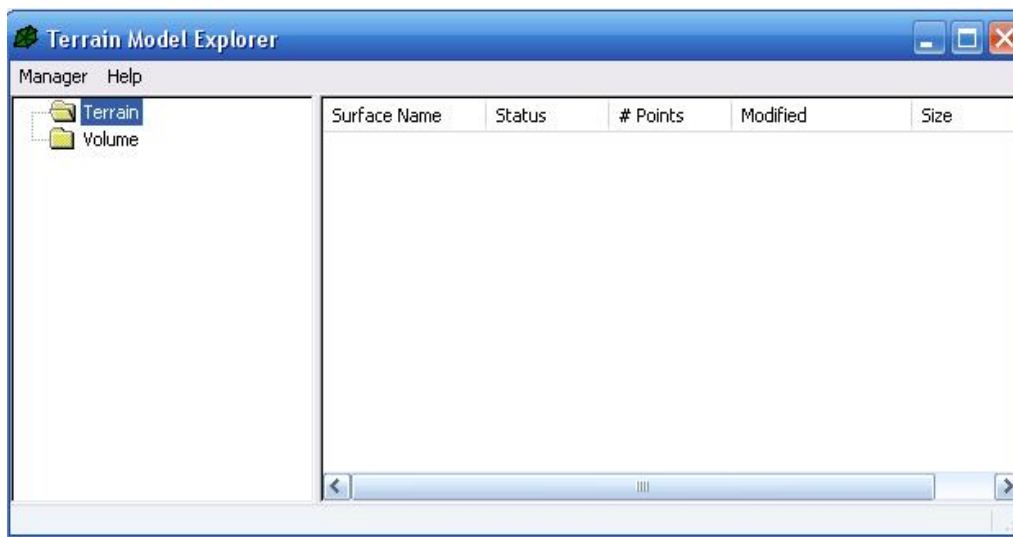 Terrain Model Explorer
Manager Help
Terrain
Volume
Surface Name Status # Points Modified Size